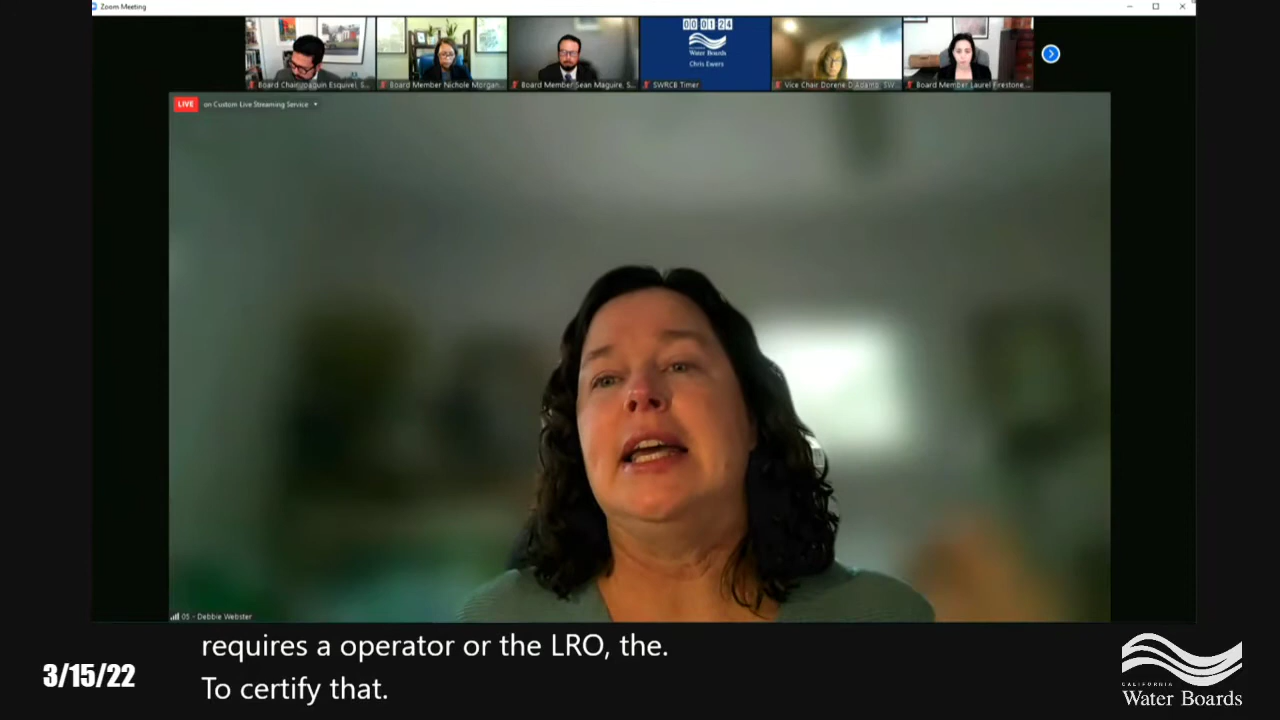 Zoom Meeting
00:01:24
CALIFORNIA
Water Boards
Chris Ewers
Board Chair Joaquin Esquivel, S...
Board Member Nichole Morgan...
Board Member Sean Maguire, S...
SWRCB Timer
Vice Chair Dorene D'Adamo, SW...
Board Member Laurel Firestone,...
LIVE on Custom Live Streaming Service
05 - Debbie Webster
requires a operator or the LRO, the.
To certify that.
3/15/22
CALIFORNIA
Water Boards